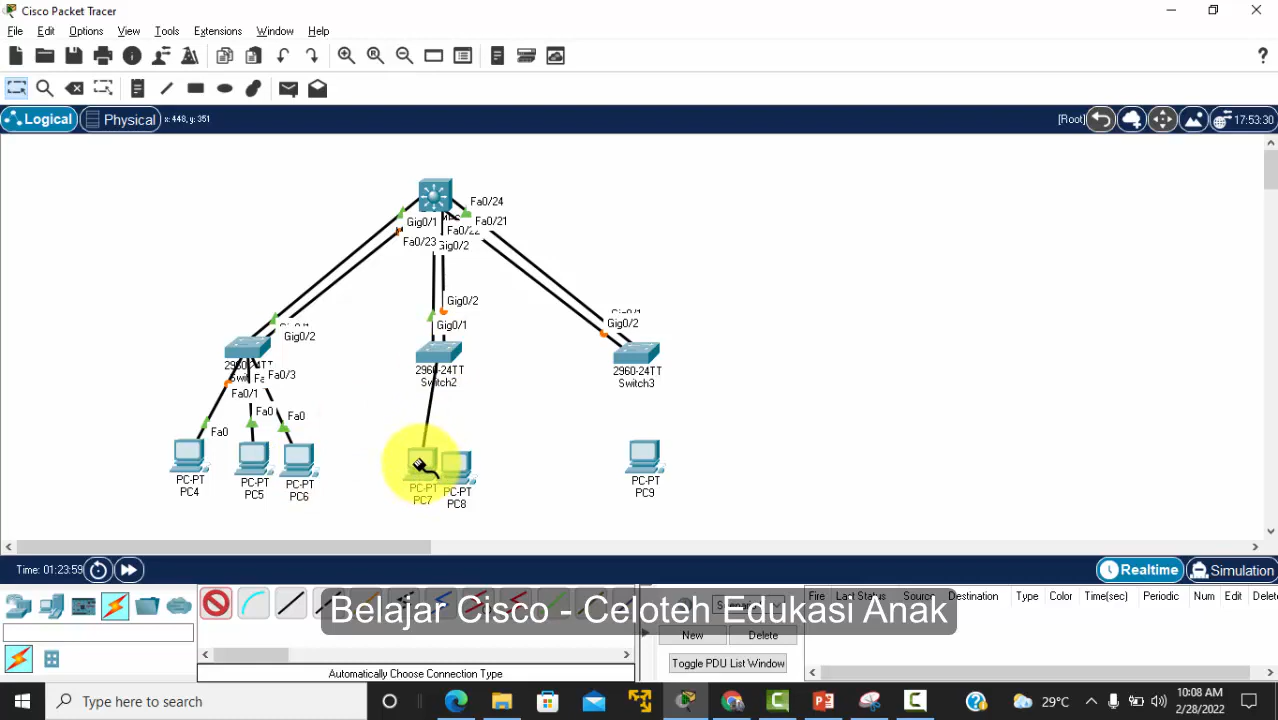 Cisco Packet Tracer
File Edit Options View Tools Extensions Window Help
?
Logical Physical x: 448, y: 351 [Root] 17:53:30
Fa0/24
Gig0/1 Fa0/21
Fa0/22
Fa0/23 Gig0/2
Gig0/2
Gig0/2 Gig0/1
Gig0/2
2960-24TT 2960-24TT
Switch2 Switch3
Fa0/3
Fa0/1
Fa0 Fa0
Fa0
PC-PT PC-PT PC-PT PC-PT PC-PT PC-PT
PC4 PC5 PC6 PC7 PC8 PC9
Time: 01:23:59 Realtime Simulation
Fire Last Status Source Destination Type Color Time(sec) Periodic Num Edit Delete
Belajar Cisco - Celoteh Edukasi Anak
New Delete
Toggle PDU List Window
Automatically Choose Connection Type
Type here to search
29°C
10:08 AM
2/28/2022